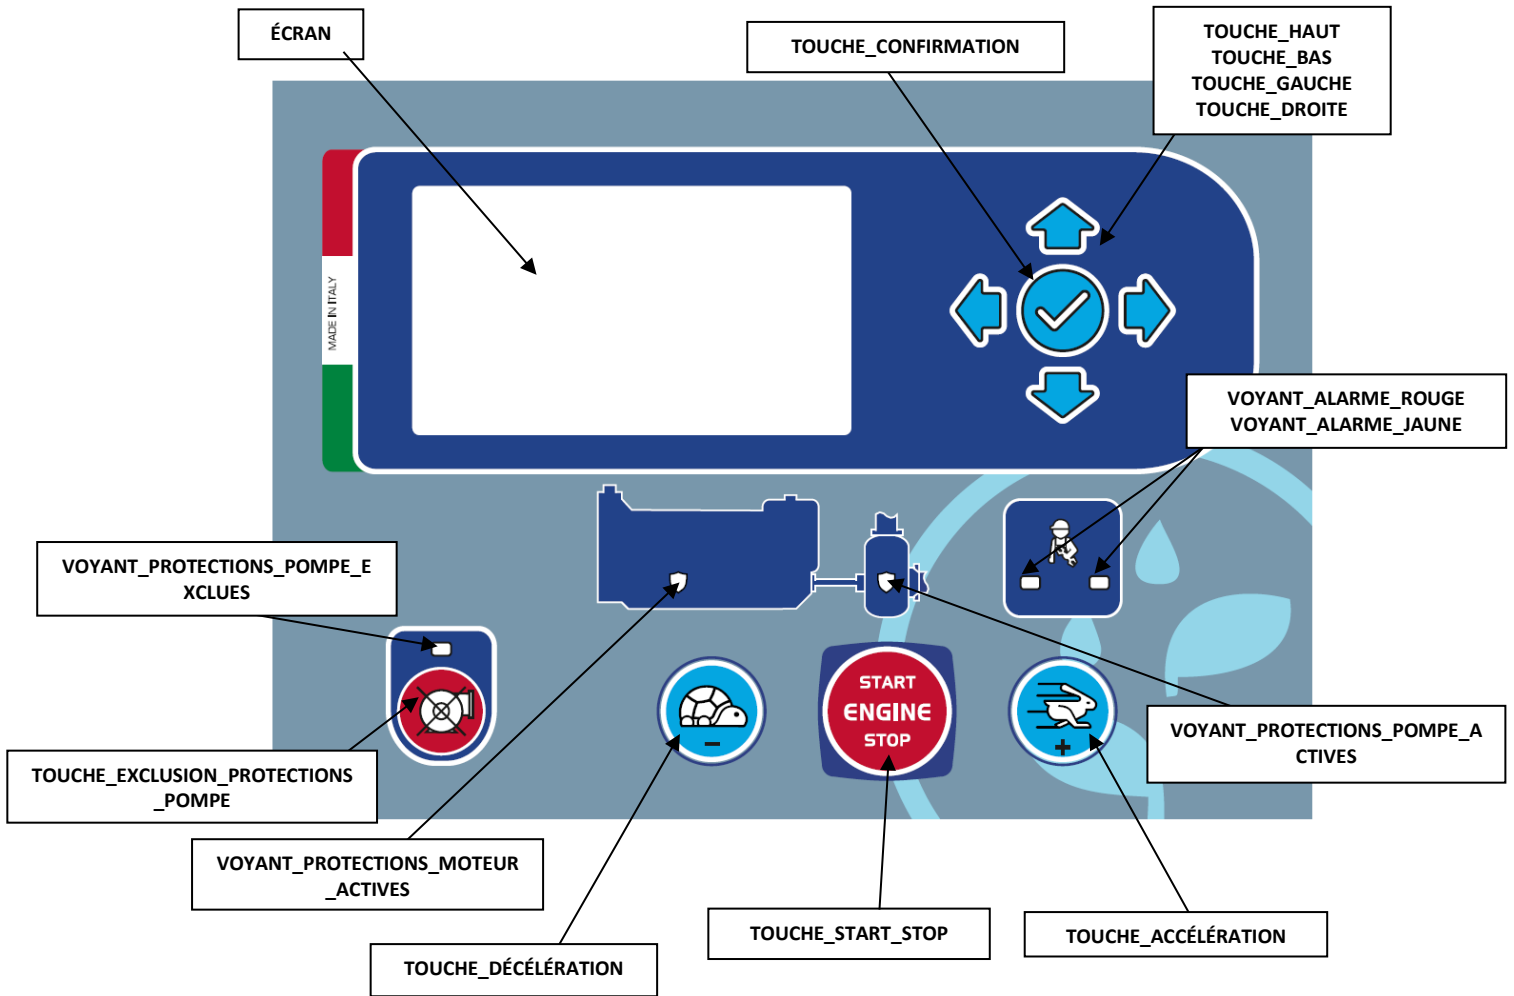 ÉCRAN
TOUCHE_CONFIRMATION
TOUCHE_HAUT
TOUCHE_BAS
TOUCHE_GAUCHE
TOUCHE_DROITE
MADE IN ITALY
VOYANT_ALARME_ROUGE
VOYANT_ALARME_JAUNE
VOYANT_PROTECTIONS_POMPE_E
XCLUES
START
ENGINE
STOP
-
+
VOYANT_PROTECTIONS_POMPE_A
CTIVES
TOUCHE_EXCLUSION_PROTECTIONS
_POMPE
VOYANT_PROTECTIONS_MOTEUR
_ACTIVES
TOUCHE_START_STOP
TOUCHE_ACCÉLÉRATION
TOUCHE_DÉCÉLÉRATION